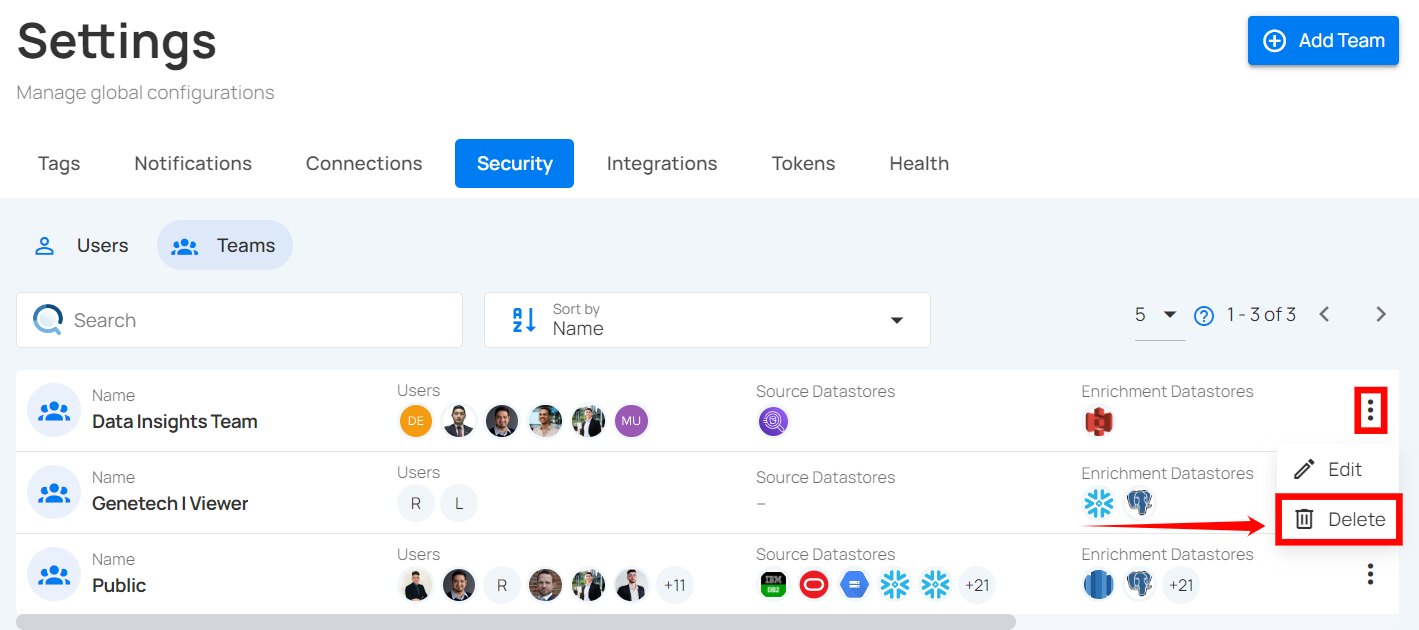 Settings
Add Team
Manage global configurations
Tags Notifications Connections Security Integrations Tokens Health
Users Teams
Search
Sort by
Name
A
Z
5 ? 1 - 3 of 3
Name Users Source Datastores Enrichment Datastores
Data Insights Team DE MU
Edit
Name Users Source Datastores Enrichment Datastores
Genetech I Viewer R L –
Delete
Name Users Source Datastores Enrichment Datastores
Public R +11 IBM DB2 +21 +21